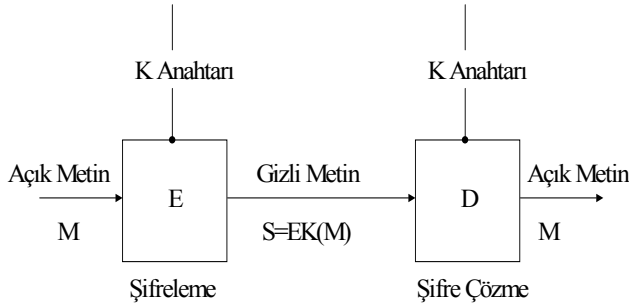 K Anahtarı K Anahtarı
Açık Metin E Gizli Metin D Açık Metin
M S=EK(M) M
Şifreleme Şifre Çözme